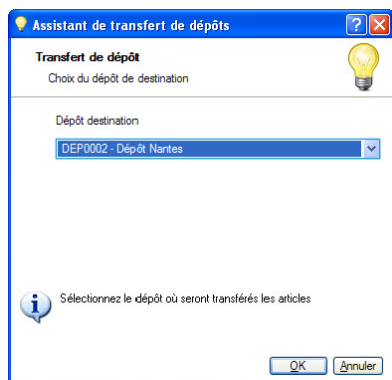 Assistant de transfert de dépôts
Transfert de dépôt
Choix du dépôt de destination
Dépôt destination
DEP0002 - Dépôt Nantes
Sélectionnez le dépôt où seront transférés les articles
OK Annuler